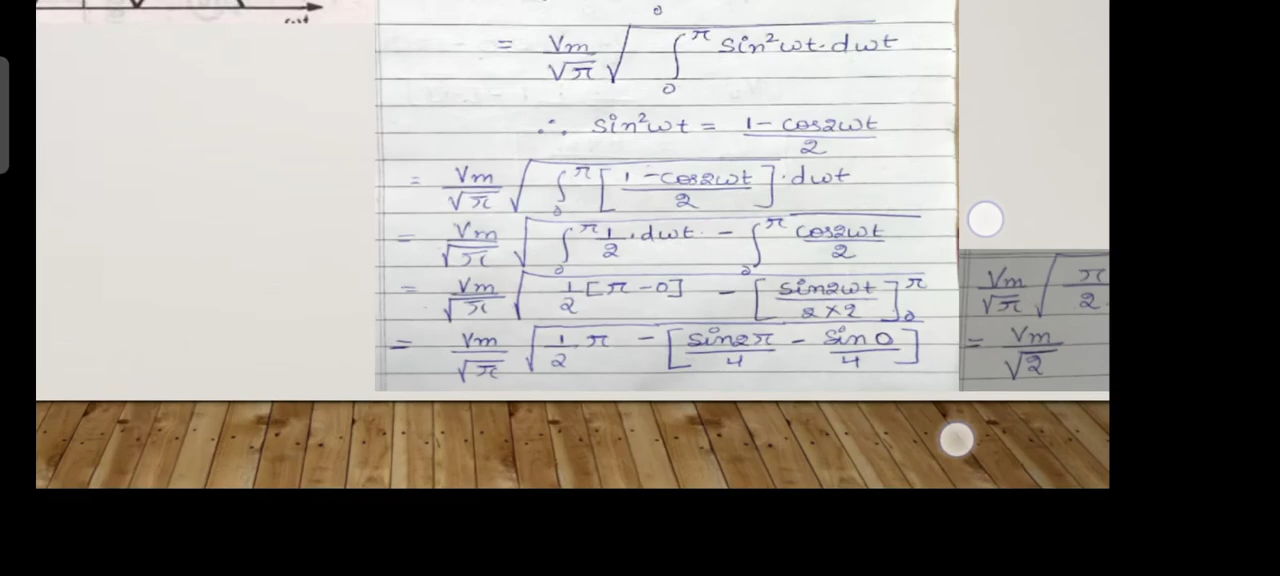 ωt
0
= Vm/√π √ ∫₀^π sin²ωt.dωt
∴ sin²ωt = 1-cos2ωt/2
= Vm/√π √ ∫₀^π [1-cos2ωt/2].dωt
= Vm/√π √ ∫₀^π 1/2.dωt. - ∫₀^π cos2ωt/2
= Vm/√π √ 1/2[π-0] - [sin2ωt/2×2]₀^π
= Vm/√π √ 1/2 π - [sin2π/4 - sin0/4]
Vm/√π √ π/2
= Vm/√2